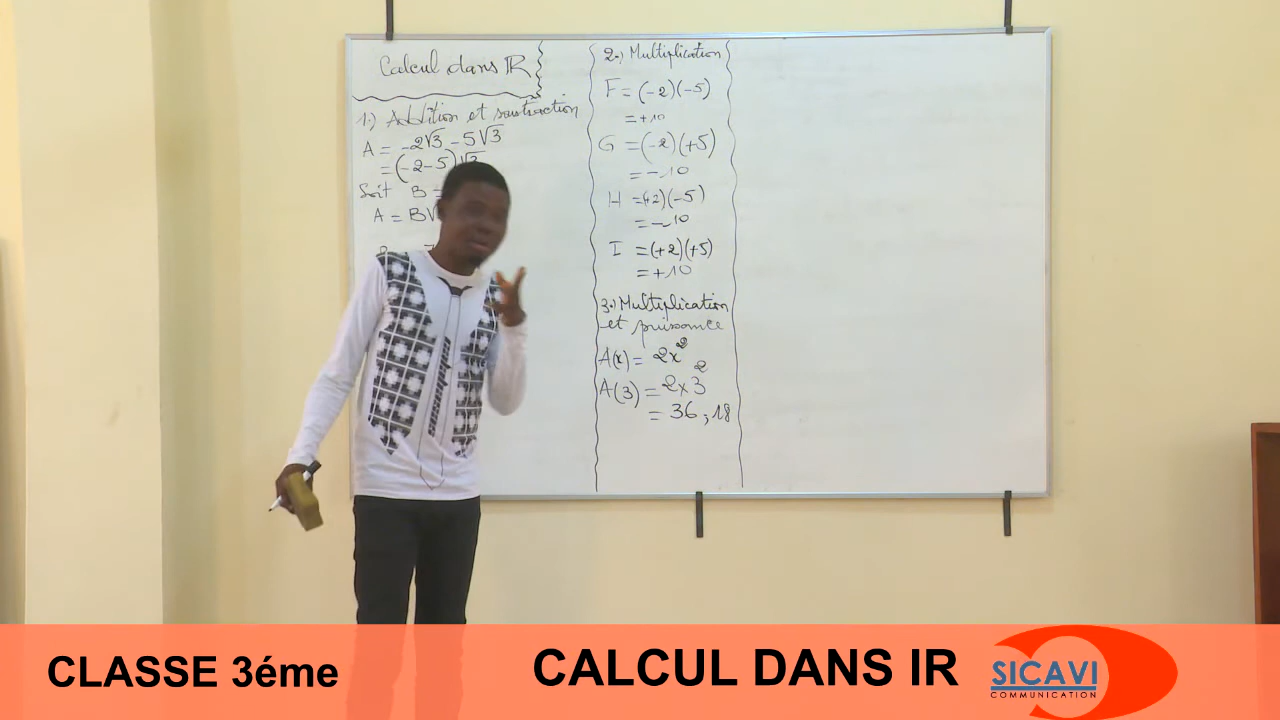 Calcul dans IR
1.) Addition et soustraction
A = -2√3 - 5√3
= (-2-5)√3
Soit B =
A = B√
2.) Multiplication
F = (-2)(-5)
= +10
G = (-2)(+5)
= -10
H = (+2)(-5)
= -10
I = (+2)(+5)
= +10
3.) Multiplication
et puissance
A(x) = 2x²
A(3) = 2x3²
= 36, 18
CLASSE 3éme
CALCUL DANS IR
SICAVI
COMMUNICATION